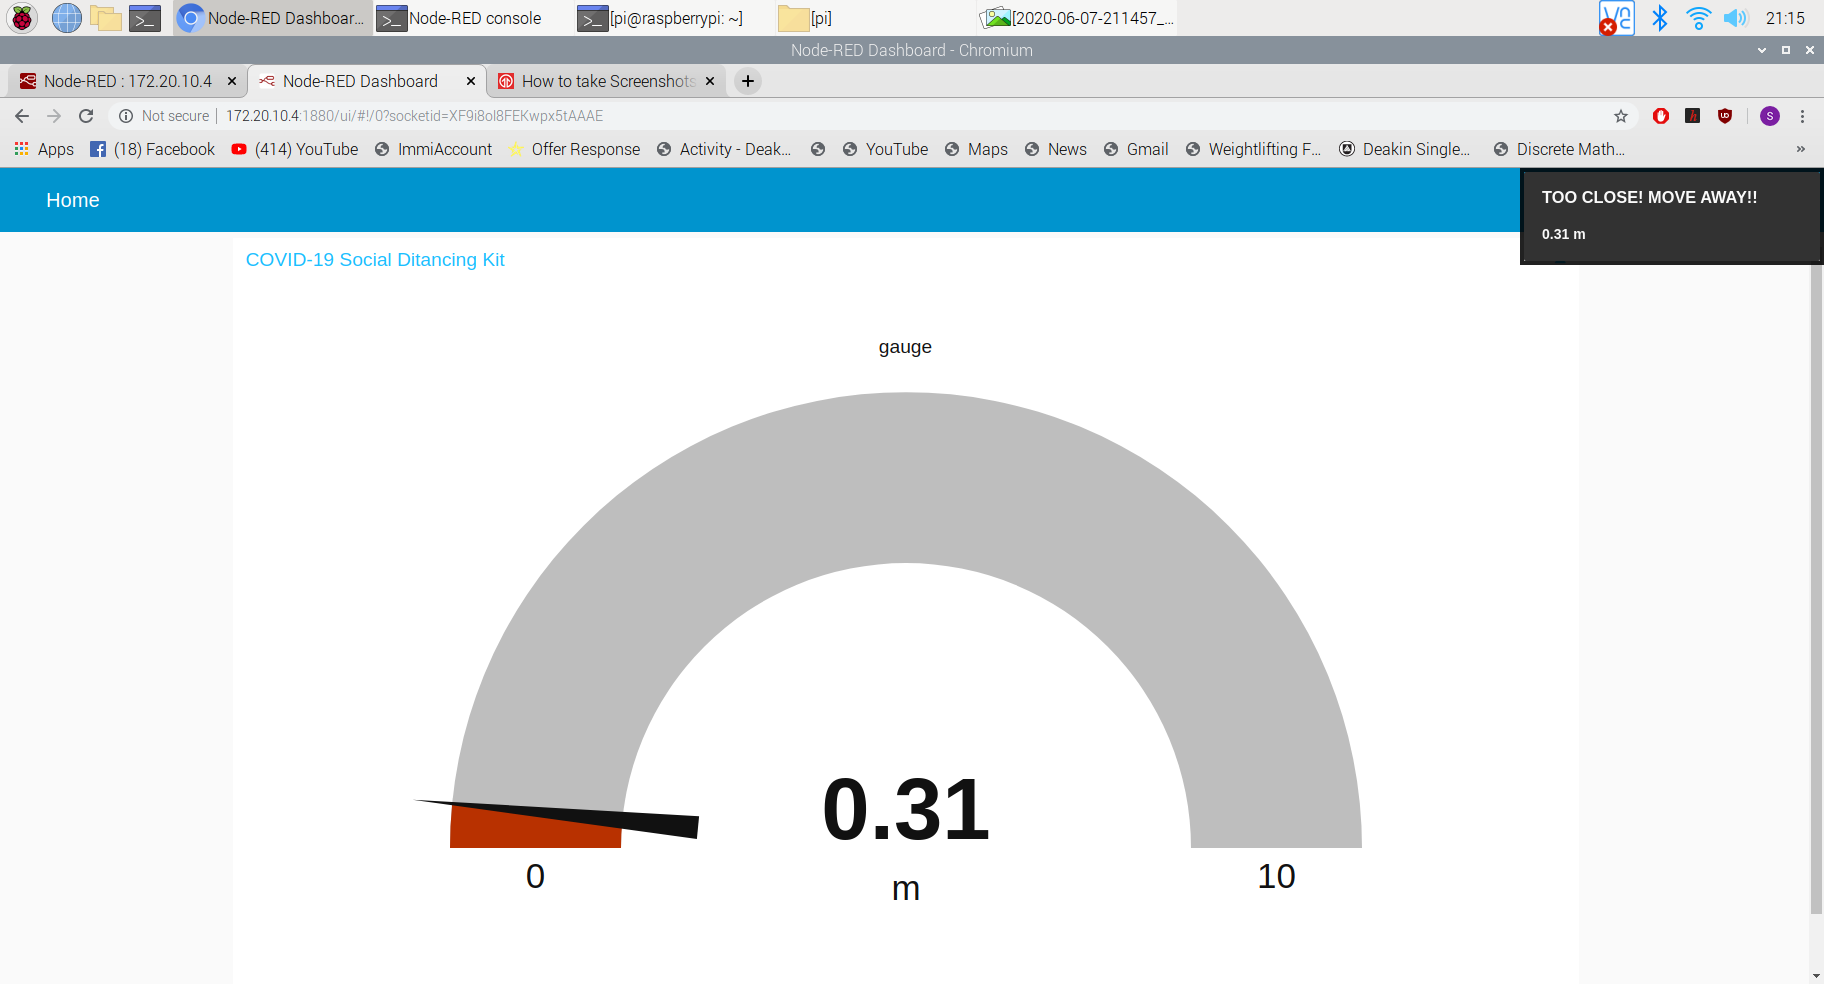 Node-RED Dashboar... Node-RED console [pi@raspberrypi: ~] [pi] [2020-06-07-211457_... 21:15
Node-RED Dashboard - Chromium
Node-RED : 172.20.10.4 Node-RED Dashboard How to take Screenshots
Not secure 172.20.10.4:1880/ui/#!/0?socketid=XF9i8ol8FEKwpx5tAAAE S
Apps (18) Facebook (414) YouTube ImmiAccount Offer Response Activity - Deak... YouTube Maps News Gmail Weightlifting F... Deakin Single... Discrete Math... »
Home
TOO CLOSE! MOVE AWAY!!
0.31 m
COVID-19 Social Ditancing Kit
gauge
0.31
0 m 10